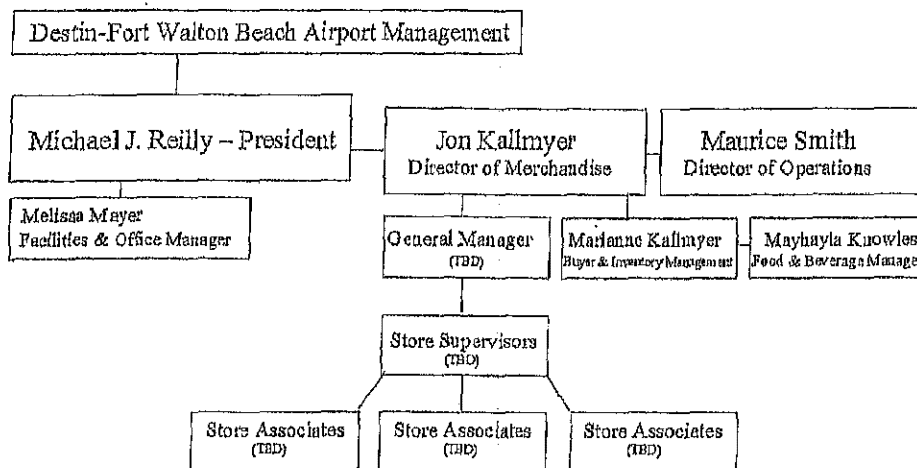 Destin-Fort Walton Beach Airport Management
Michael J. Reilly – President
Jon Kallmyer
Director of Merchandise
Maurice Smith
Director of Operations
Melissa Mayer
Facilities & Office Manager
General Manager
(TBD)
Marianne Kallmyer
Buyer & Inventory Management
Mayhayla Knowles
Food & Beverage Manage
Store Supervisors
(TBD)
Store Associates
(TBD)
Store Associates
(TBD)
Store Associates
(TBD)